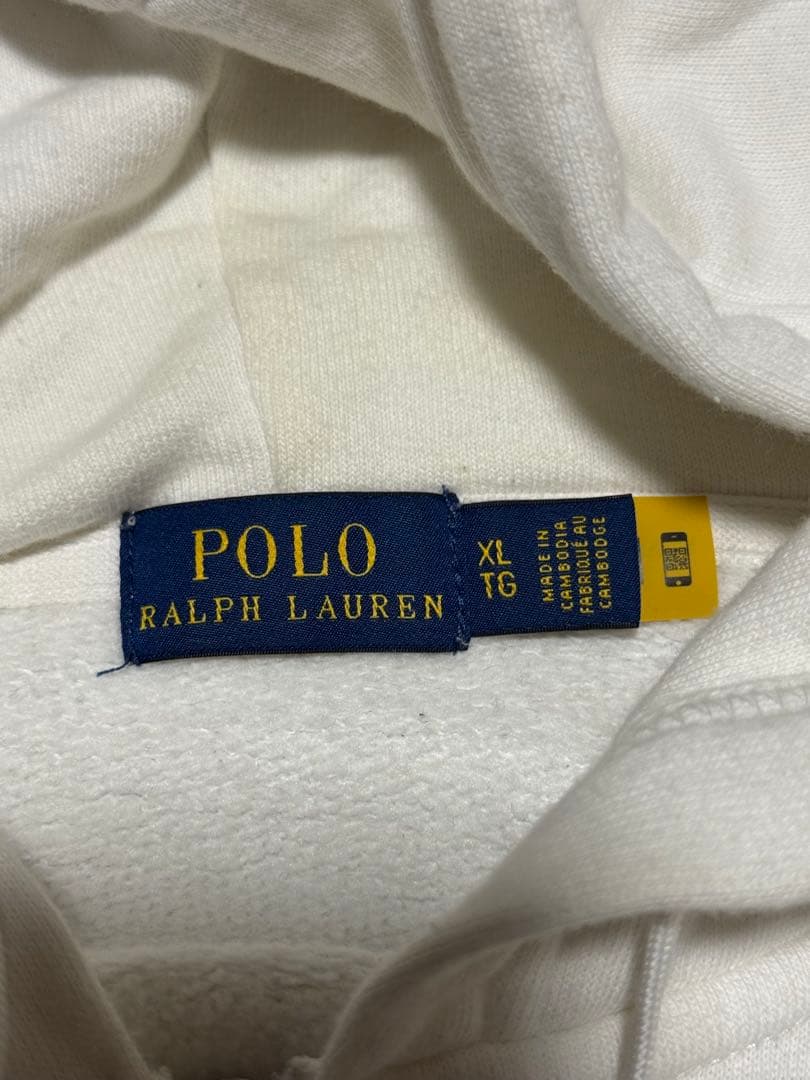 POLO
RALPH LAUREN
XL
TG
MADE IN
CAMBODIA
FABRIQUÉ AU
CAMBODGE